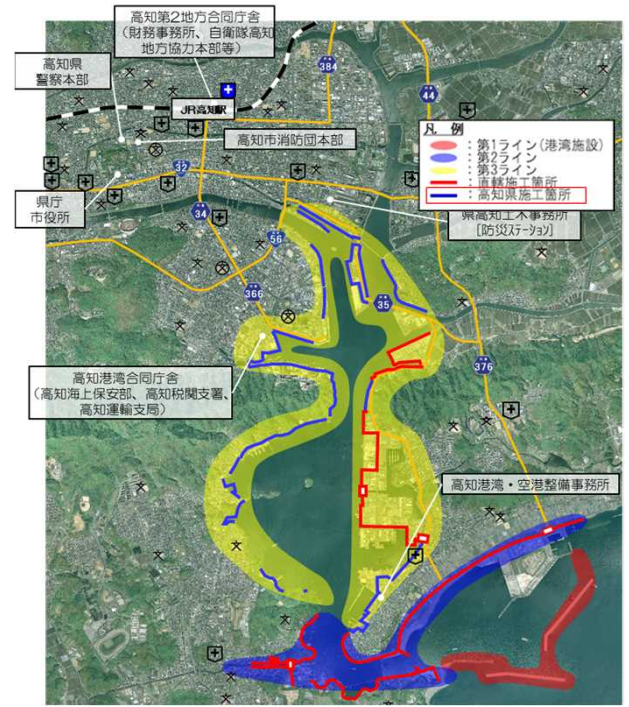 高知第2地方合同庁舎
（財務事務所、自衛隊高知
地方協力本部等）
高知県
警察本部
JR高知駅
384
44
高知市消防団本部
凡　例
：第1ライン（港湾施設）
：第2ライン
：第3ライン
：直轄施工箇所
：高知県施工箇所
32
県庁
市役所
34
県高知土木事務所
[防災ステーション]
56
366
35
376
高知港湾合同庁舎
（高知海上保安部、高知税関支署、
高知運輸支局）
高知港湾・空港整備事務所